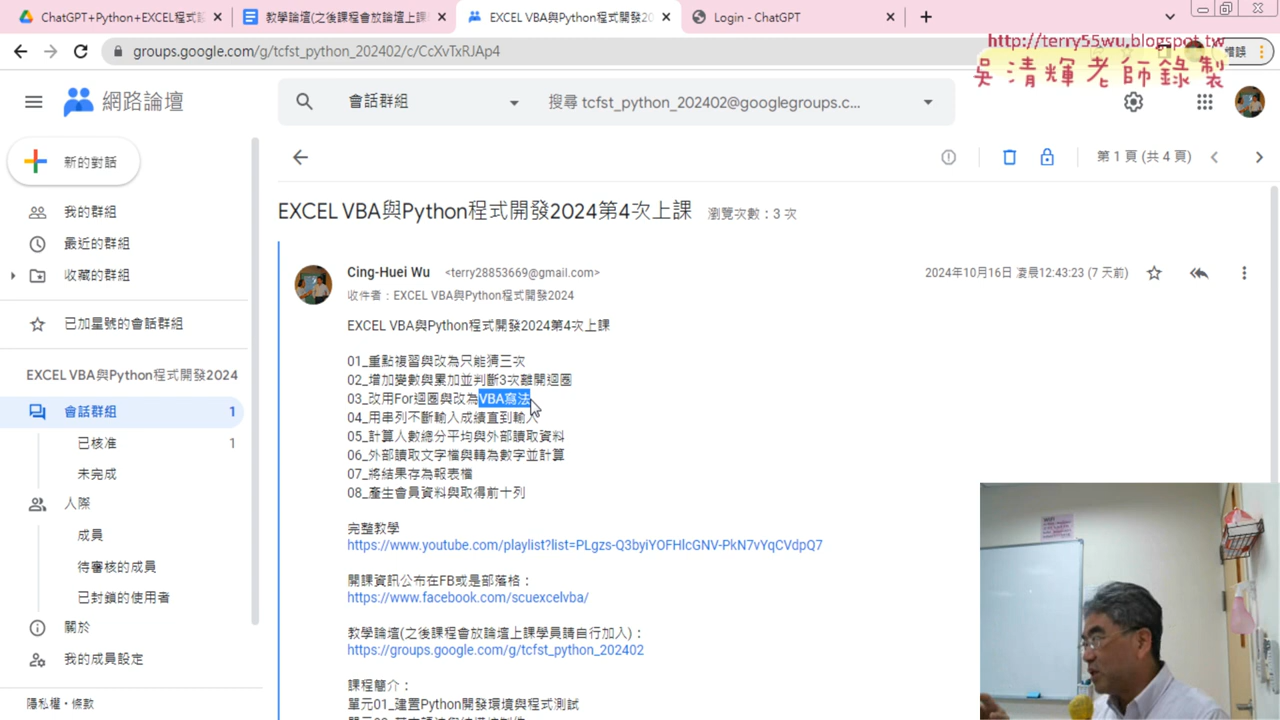 ChatGPT+Python+EXCEL程式設
教學論壇(之後課程會放論壇上課
EXCEL VBA與Python程式開發20
Login - ChatGPT
groups.google.com/g/tcfst_python_202402/c/CcXvTxRJAp4
http://terry55wu.blogspot.tw
錯誤
吳清輝老師錄製
網路論壇
會話群組
搜尋 tcfst_python_202402@googlegroups.c...
新的對話
第 1 頁 (共 4 頁)
我的群組
最近的群組
收藏的群組
已加星號的會話群組
EXCEL VBA與Python程式開發2024
會話群組 1
已核准 1
未完成
人際
成員
待審核的成員
已封鎖的使用者
關於
我的成員設定
隱私權・條款
EXCEL VBA與Python程式開發2024第4次上課 瀏覽次數：3 次
Cing-Huei Wu <terry28853669@gmail.com>
2024年10月16日 凌晨12:43:23 (7 天前)
收件者：EXCEL VBA與Python程式開發2024
EXCEL VBA與Python程式開發2024第4次上課
01_重點複習與改為只能猜三次
02_增加變數與累加並判斷3次離開迴圈
03_改用For迴圈與改為VBA寫法
04_用串列不斷輸入成績直到輸入
05_計算人數總分平均與外部讀取資料
06_外部讀取文字檔與轉為數字並計算
07_將結果存為報表檔
08_產生會員資料與取得前十列
完整教學
https://www.youtube.com/playlist?list=PLgzs-Q3byiYOFHlcGNV-PkN7vYqCVdpQ7
開課資訊公布在FB或是部落格：
https://www.facebook.com/scuexcelvba/
教學論壇(之後課程會放論壇上課學員請自行加入)：
https://groups.google.com/g/tcfst_python_202402
課程簡介：
單元01_建置Python開發環境與程式測試